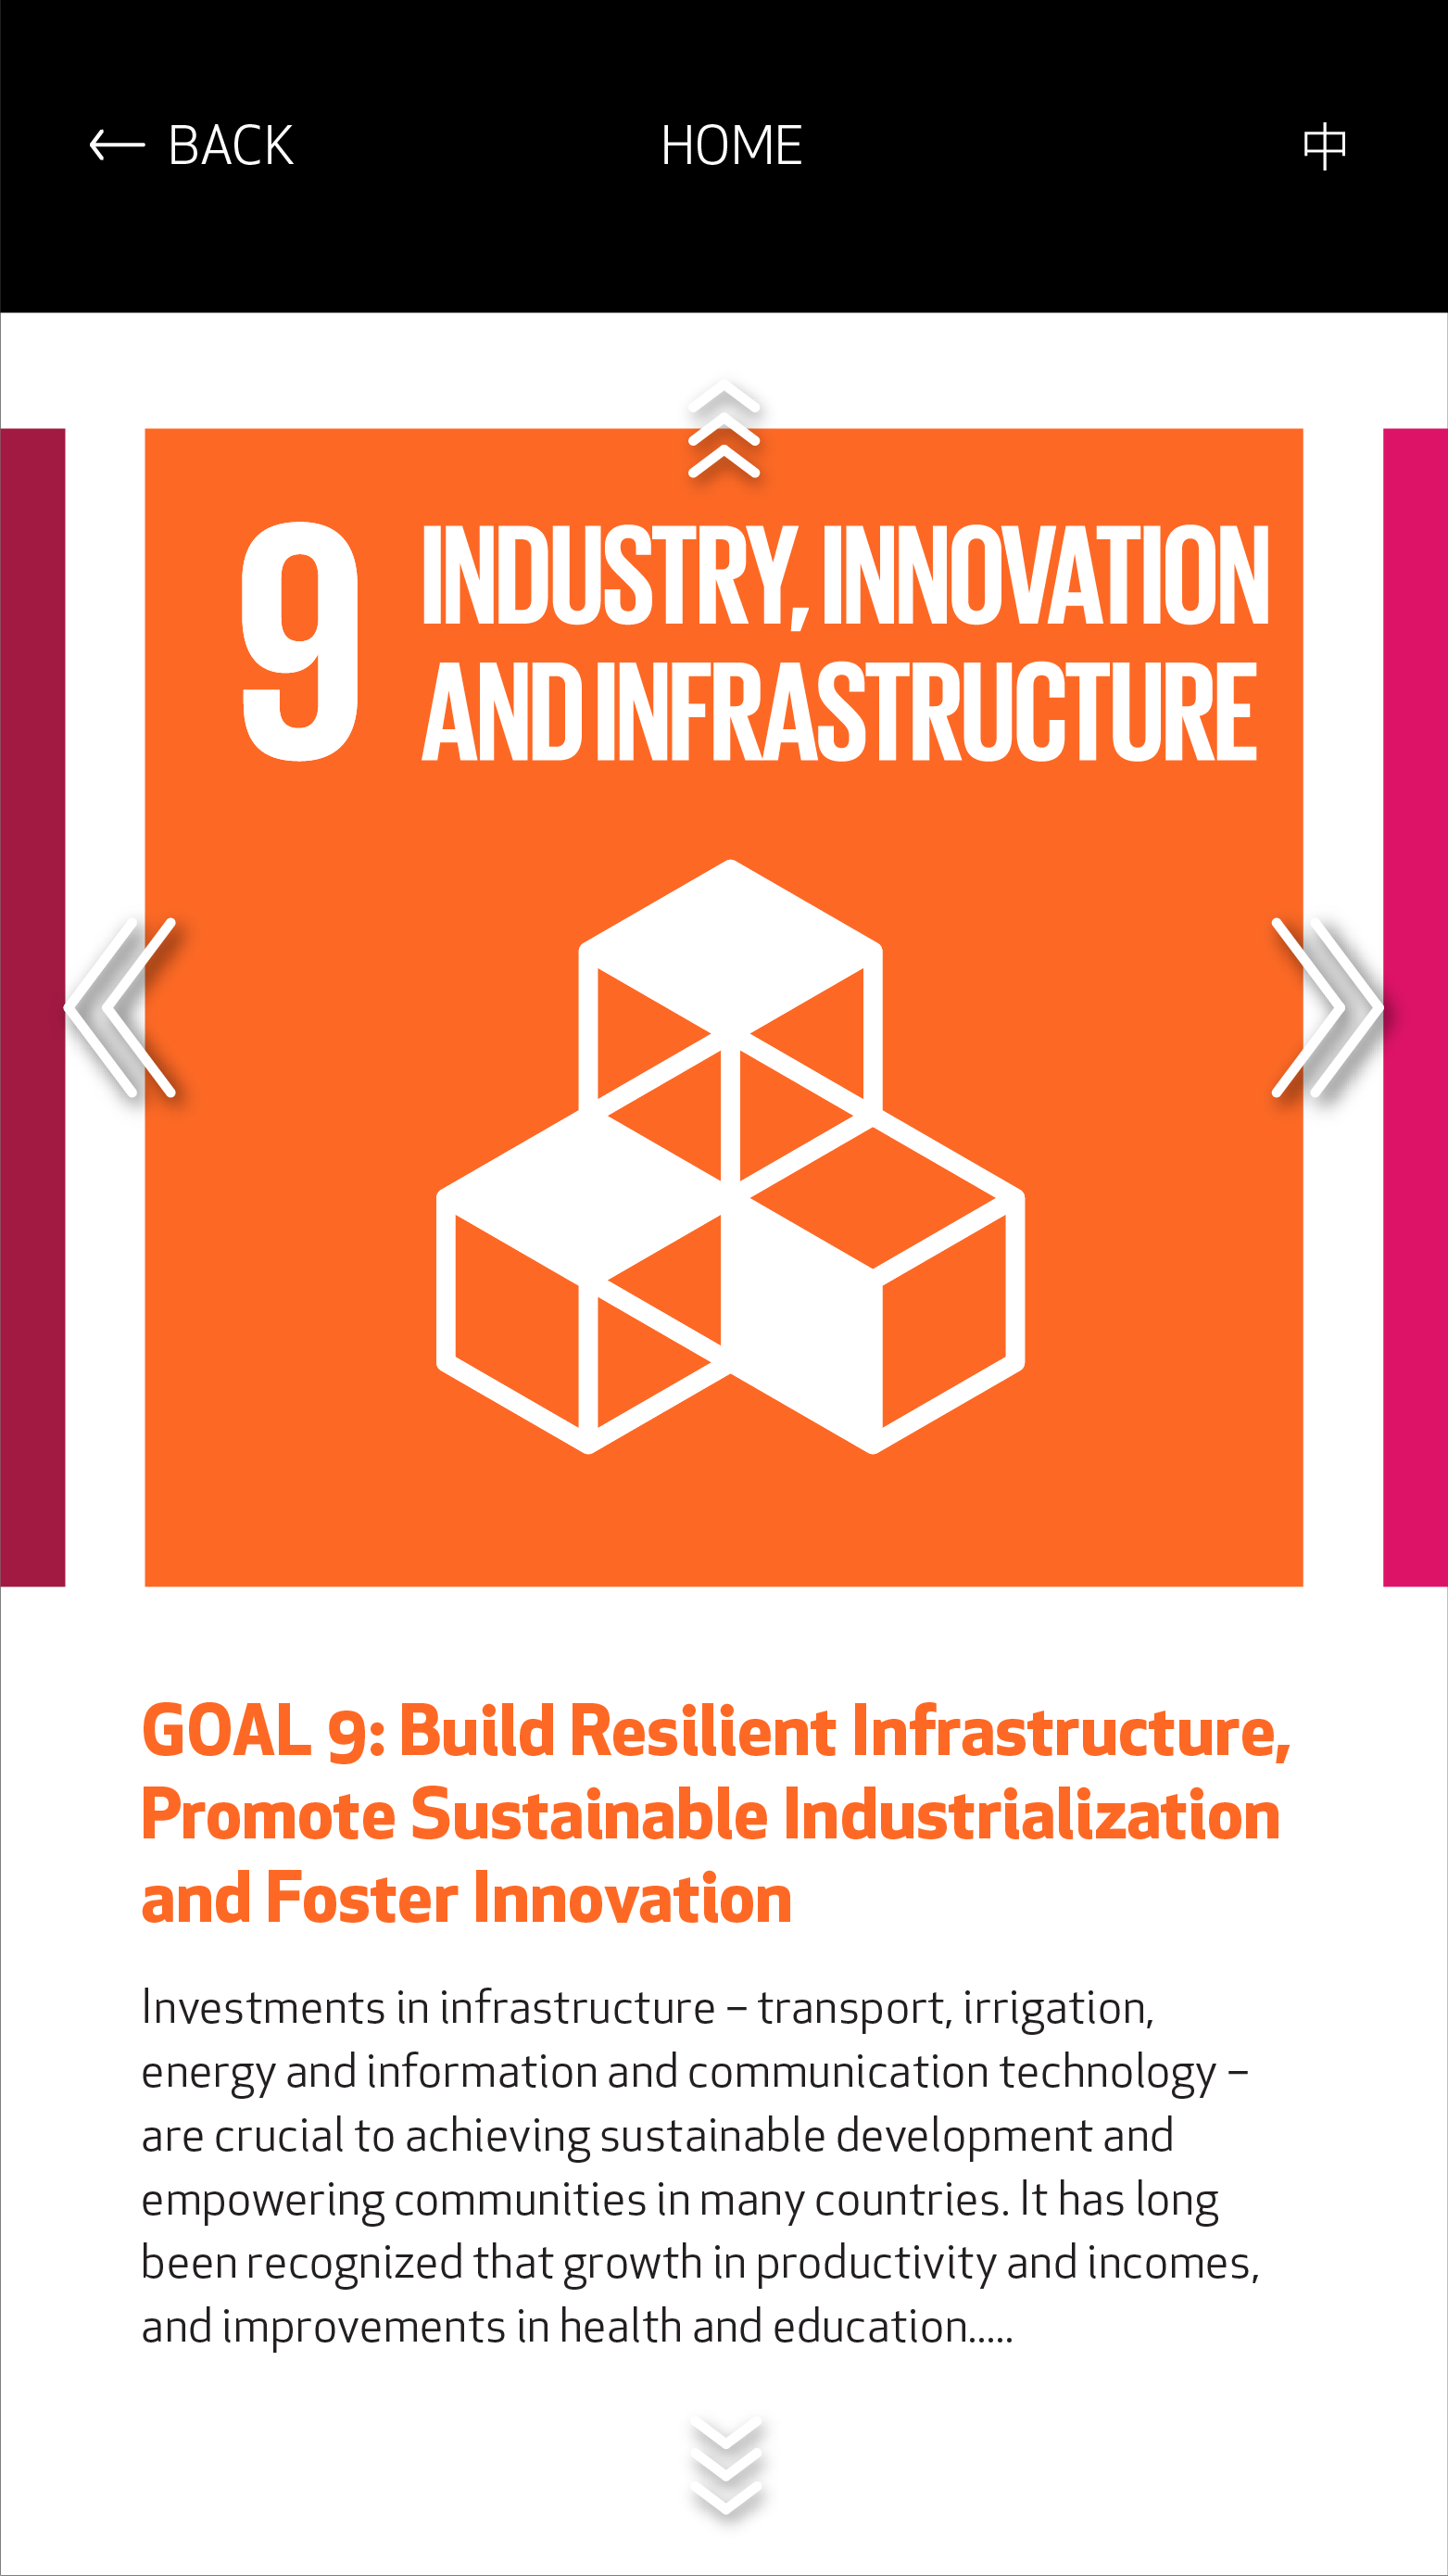 ← BACK
HOME
中
9
INDUSTRY, INNOVATION
AND INFRASTRUCTURE
GOAL 9: Build Resilient Infrastructure,
Promote Sustainable Industrialization
and Foster Innovation
Investments in infrastructure – transport, irrigation,
energy and information and communication technology –
are crucial to achieving sustainable development and
empowering communities in many countries. It has long
been recognized that growth in productivity and incomes,
and improvements in health and education.....